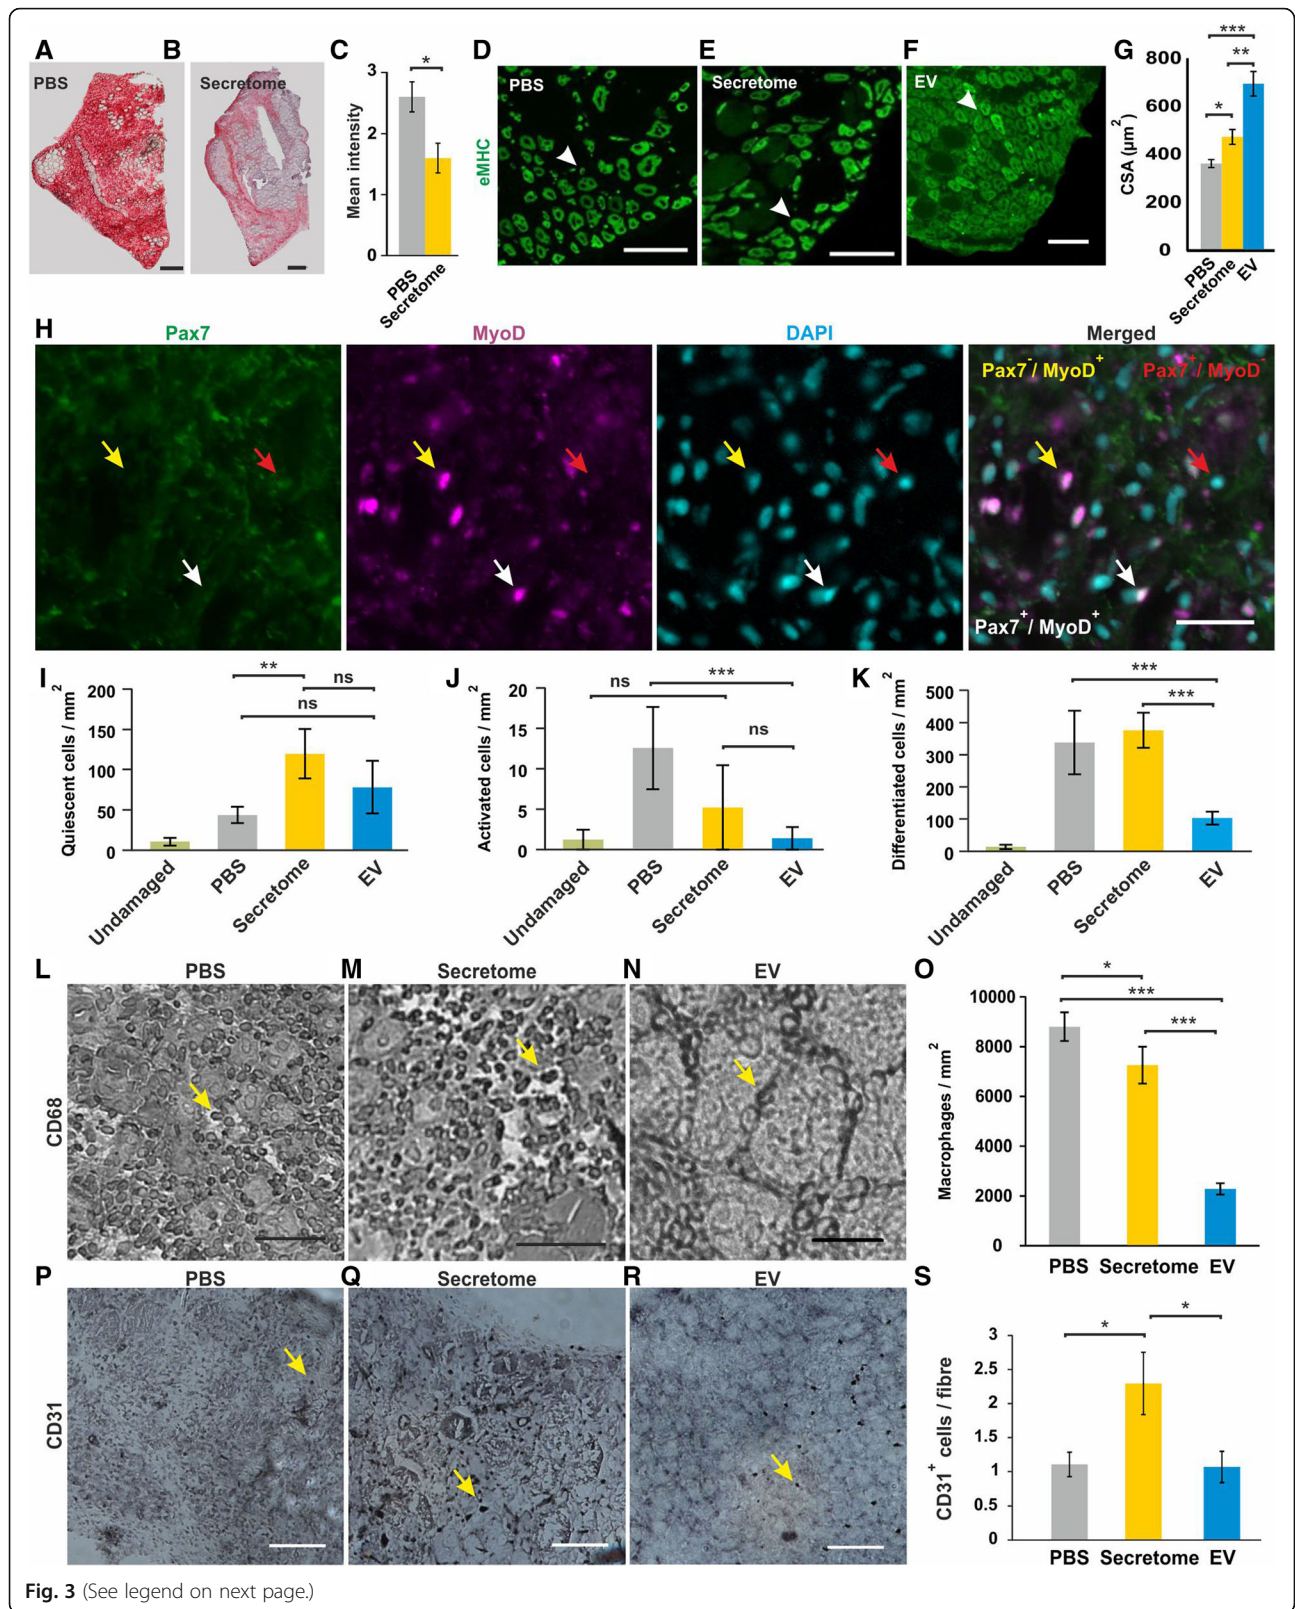 A
B
C
D
E
F
G
PBS
Secretome
Mean intensity
3
2
1
0
*
PBS
Secretome
eMHC
PBS
Secretome
EV
CSA (µm²)
800
600
400
200
0
***
**
*
PBS
Secretome
EV
H
Pax7
MyoD
DAPI
Merged
Pax7⁻/ MyoD⁺
Pax7⁺/ MyoD⁻
Pax7⁺/ MyoD⁺
I
Quiescent cells / mm²
200
150
100
50
0
**
ns
ns
Undamaged
PBS
Secretome
EV
J
Activated cells / mm²
20
15
10
5
0
ns
***
ns
Undamaged
PBS
Secretome
EV
K
Differentiated cells / mm²
500
400
300
200
100
0
***
***
Undamaged
PBS
Secretome
EV
L
PBS
M
Secretome
N
EV
CD68
O
Macrophages / mm²
10000
8000
6000
4000
2000
0
*
***
***
PBS Secretome EV
P
PBS
Q
Secretome
R
EV
CD31
S
CD31⁺ cells / fibre
3
2.5
2
1.5
1
0.5
0
*
*
PBS Secretome EV
Fig. 3 (See legend on next page.)